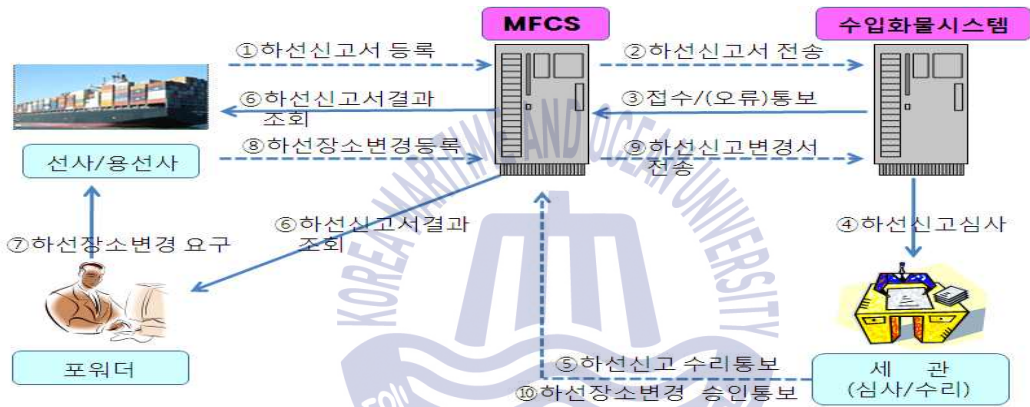 MFCS
수입화물시스템
①하선신고서 등록
②하선신고서 전송
⑥하선신고서결과
조회
③접수/(오류)통보
⑧하선장소변경등록
⑨하선신고변경서
전송
선사/용선사
⑦하선장소변경 요구
⑥하선신고서결과
조회
④하선신고심사
포워더
⑤하선신고 수리통보
⑩하선장소변경 승인통보
세 관
(심사/수리)
KOREA MARITIME AND OCEAN UNIVERSITY